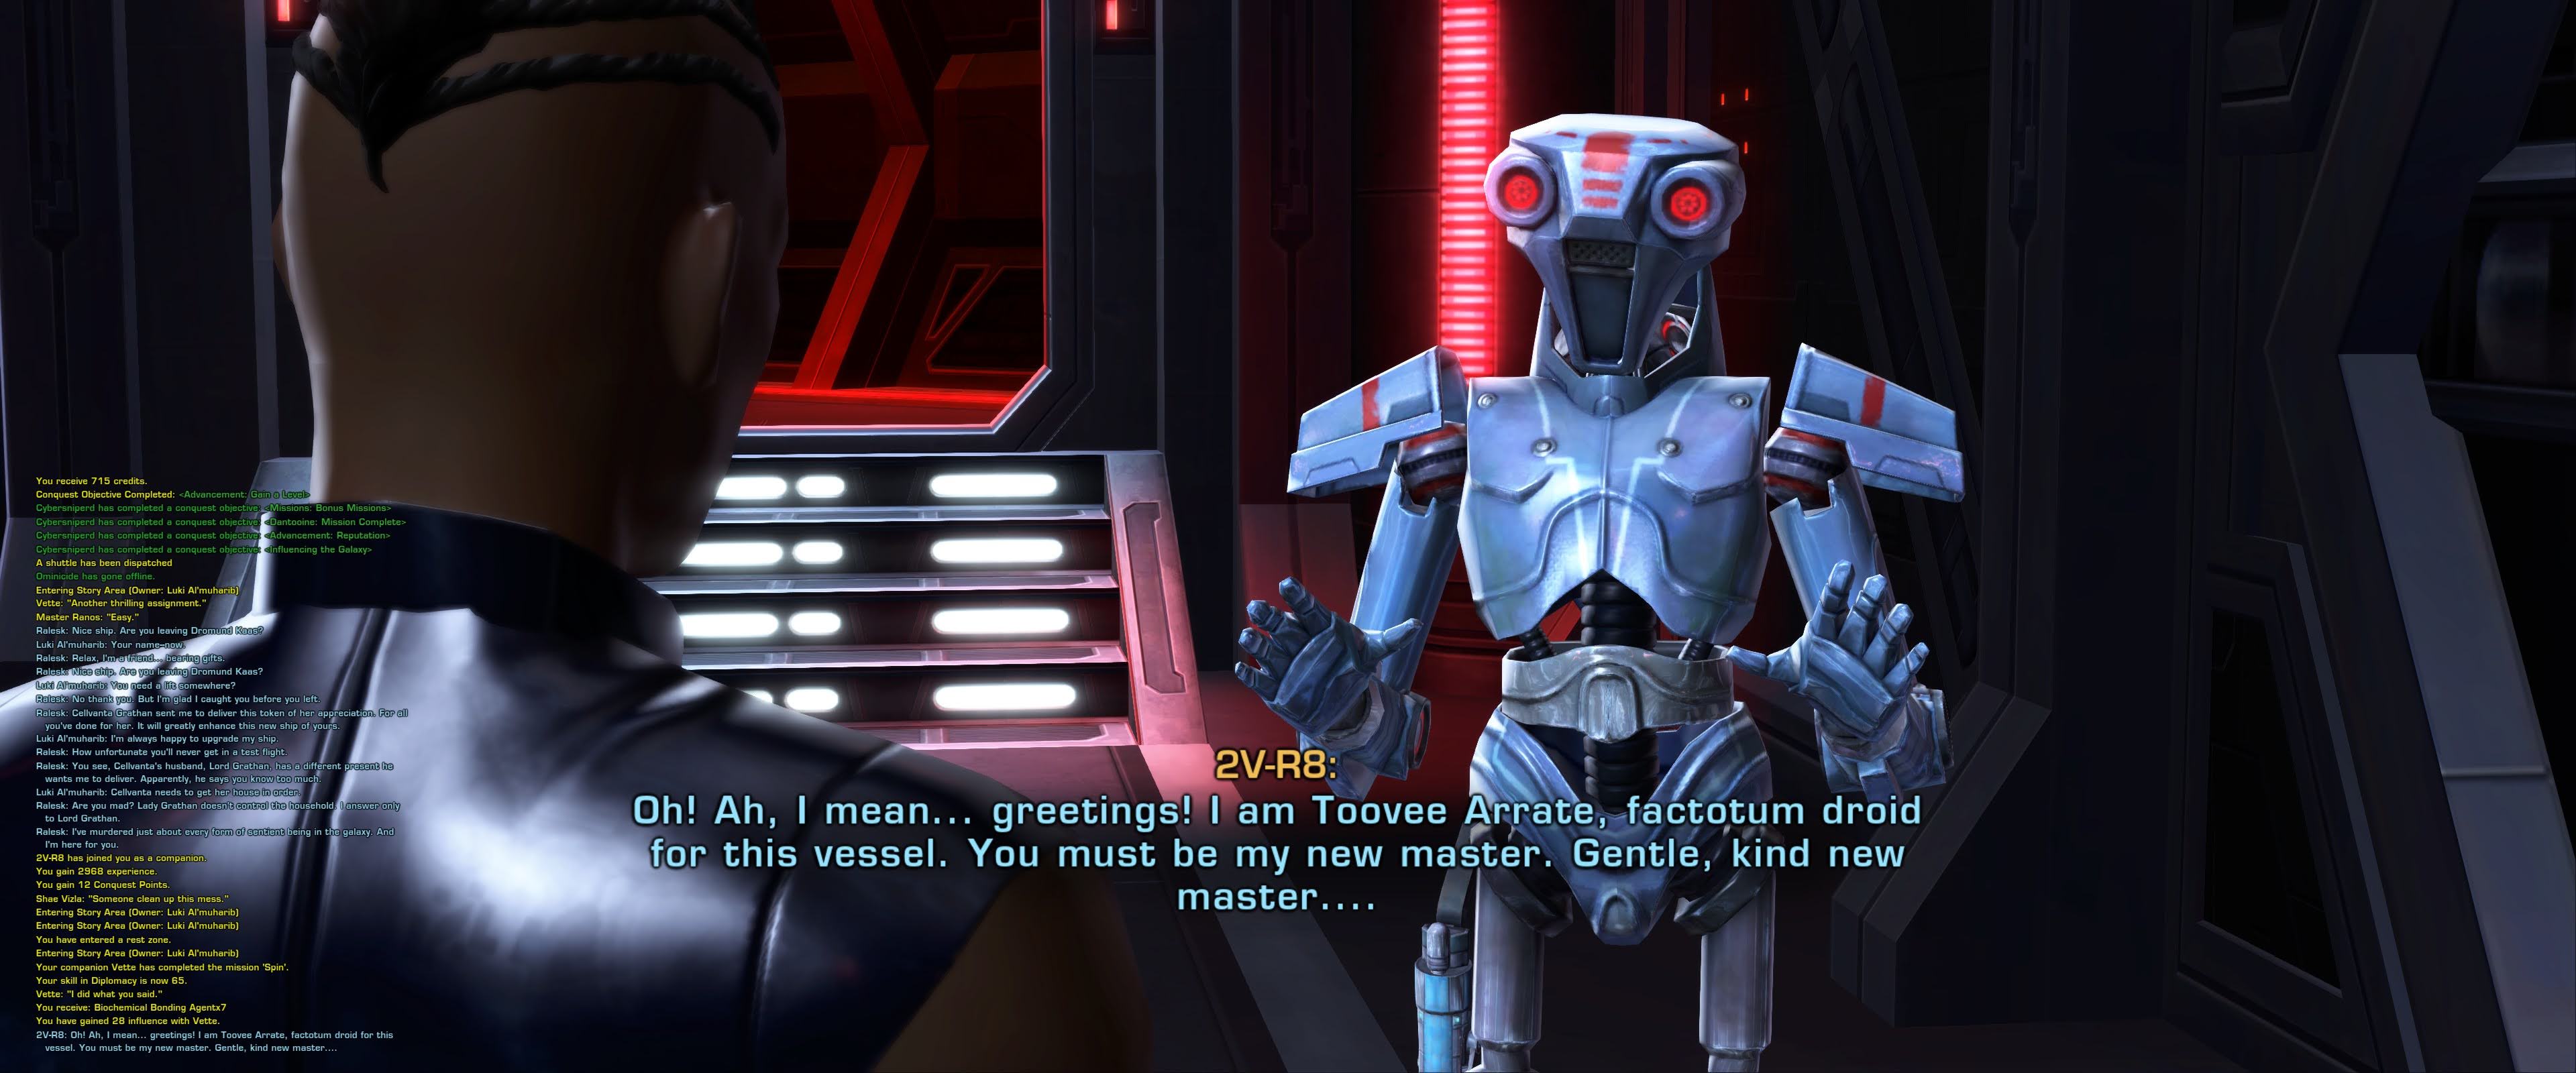 You receive 715 credits.
Conquest Objective Completed: <Advancement: Gain a Level>
Cybersniperd has completed a conquest objective: <Missions: Bonus Missions>
Cybersniperd has completed a conquest objective: <Dantooine: Mission Complete>
Cybersniperd has completed a conquest objective: <Advancement: Reputation>
Cybersniperd has completed a conquest objective: <Influencing the Galaxy>
A shuttle has been dispatched
Ominicide has gone offline.
Entering Story Area (Owner: Luki Al'muharib)
Vette: "Another thrilling assignment."
Master Ranos: "Easy."
Ralesk: Nice ship. Are you leaving Dromund Kaas?
Luki Al'muharib: Your name–now.
Ralesk: Relax, I'm a friend... bearing gifts.
Ralesk: Nice ship. Are you leaving Dromund Kaas?
Luki Al'muharib: You need a lift somewhere?
Ralesk: No thank you. But I'm glad I caught you before you left.
Ralesk: Cellvanta Grathan sent me to deliver this token of her appreciation. For all
you've done for her. It will greatly enhance this new ship of yours.
Luki Al'muharib: I'm always happy to upgrade my ship.
Ralesk: How unfortunate you'll never get in a test flight.
Ralesk: You see, Cellvanta's husband, Lord Grathan, has a different present he
wants me to deliver. Apparently, he says you know too much.
Luki Al'muharib: Cellvanta needs to get her house in order.
Ralesk: Are you mad? Lady Grathan doesn't control the household. I answer only
to Lord Grathan.
Ralesk: I've murdered just about every form of sentient being in the galaxy. And
I'm here for you.
2V-R8 has joined you as a companion.
You gain 2968 experience.
You gain 12 Conquest Points.
Shae Vizla: "Someone clean up this mess."
Entering Story Area (Owner: Luki Al'muharib)
Entering Story Area (Owner: Luki Al'muharib)
You have entered a rest zone.
Entering Story Area (Owner: Luki Al'muharib)
Your companion Vette has completed the mission 'Spin'.
Your skill in Diplomacy is now 65.
Vette: "I did what you said."
You receive: Biochemical Bonding Agentx7
You have gained 28 influence with Vette.
2V-R8: Oh! Ah, I mean... greetings! I am Toovee Arrate, factotum droid for this
vessel. You must be my new master. Gentle, kind new master....
2V-R8:
Oh! Ah, I mean... greetings! I am Toovee Arrate, factotum droid
for this vessel. You must be my new master. Gentle, kind new
master....